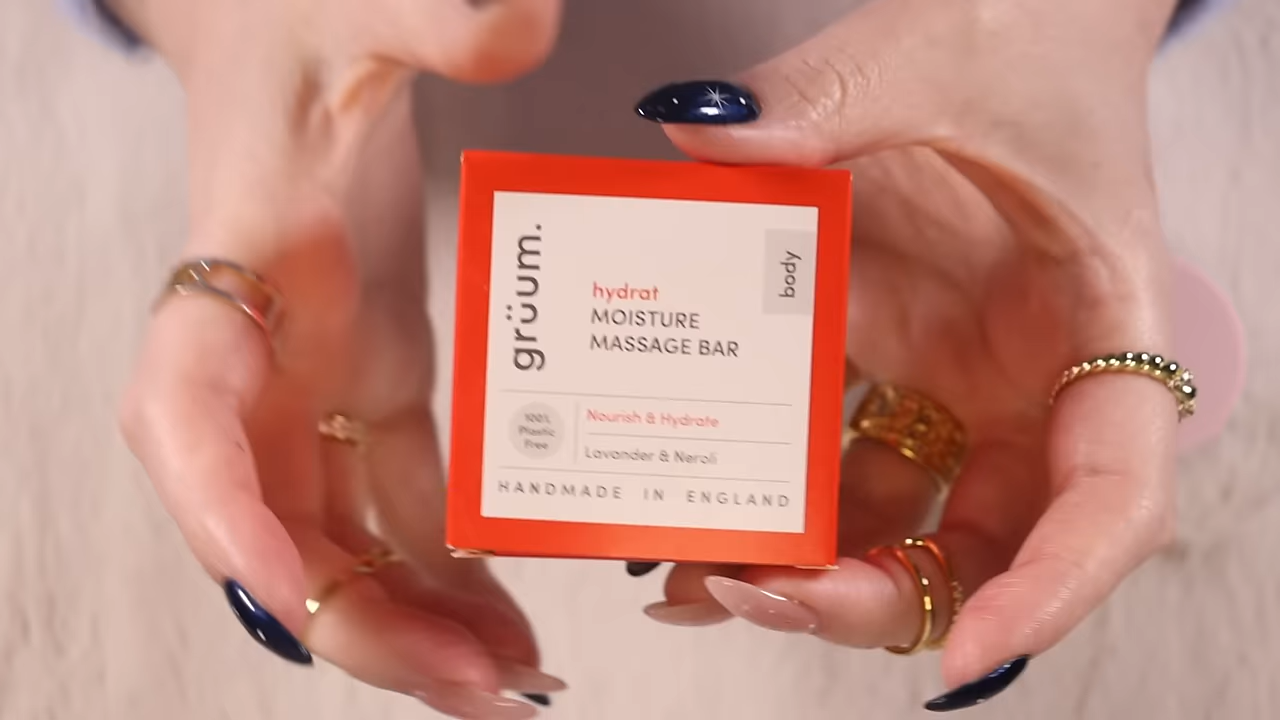 grüum.
body
hydrat
MOISTURE
MASSAGE BAR
100%
Plastic
Free
Nourish & Hydrate
Lavander & Neroli
HANDMADE IN ENGLAND